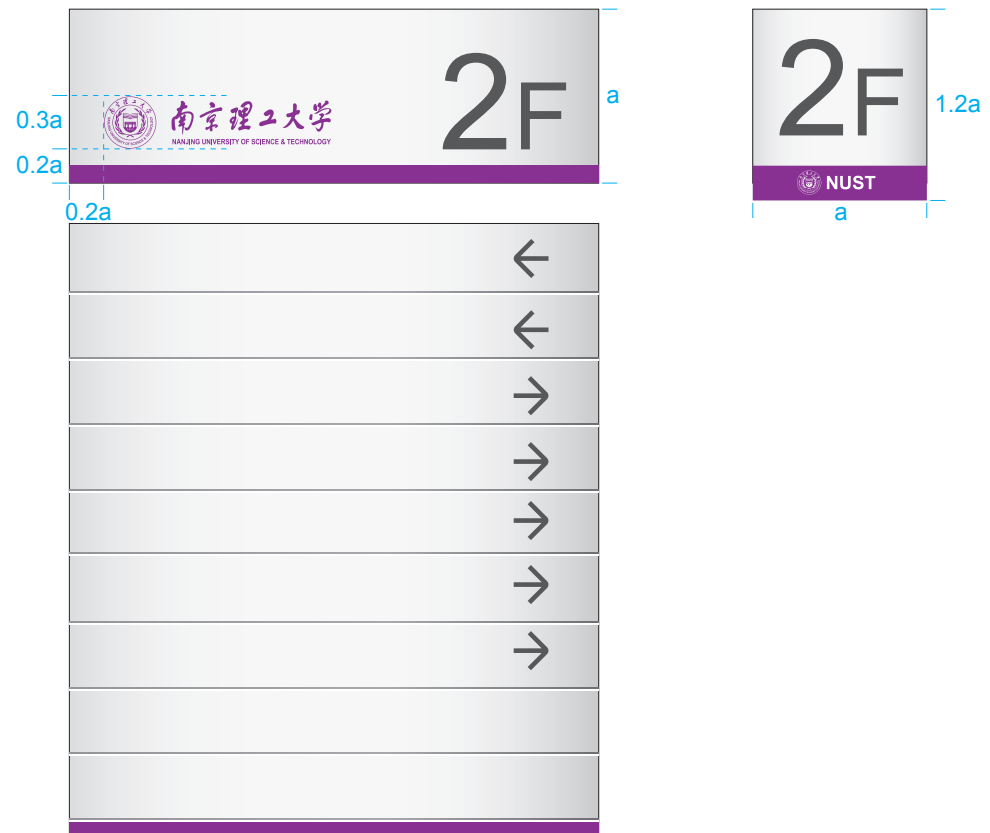 2F
a
0.3a
南京理工大学
NANJING UNIVERSITY OF SCIENCE & TECHNOLOGY
0.2a
0.2a
2F
1.2a
NUST
a